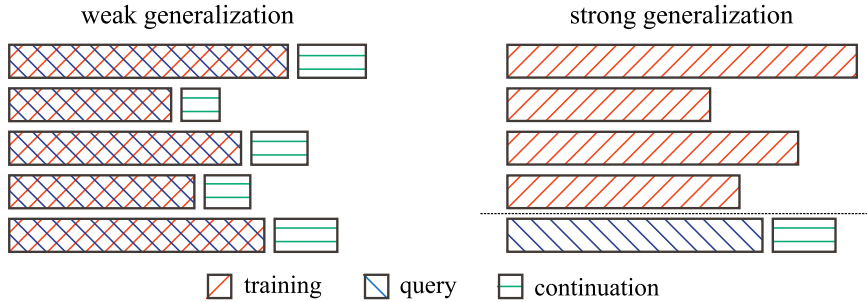 weak generalization
strong generalization
training
query
continuation